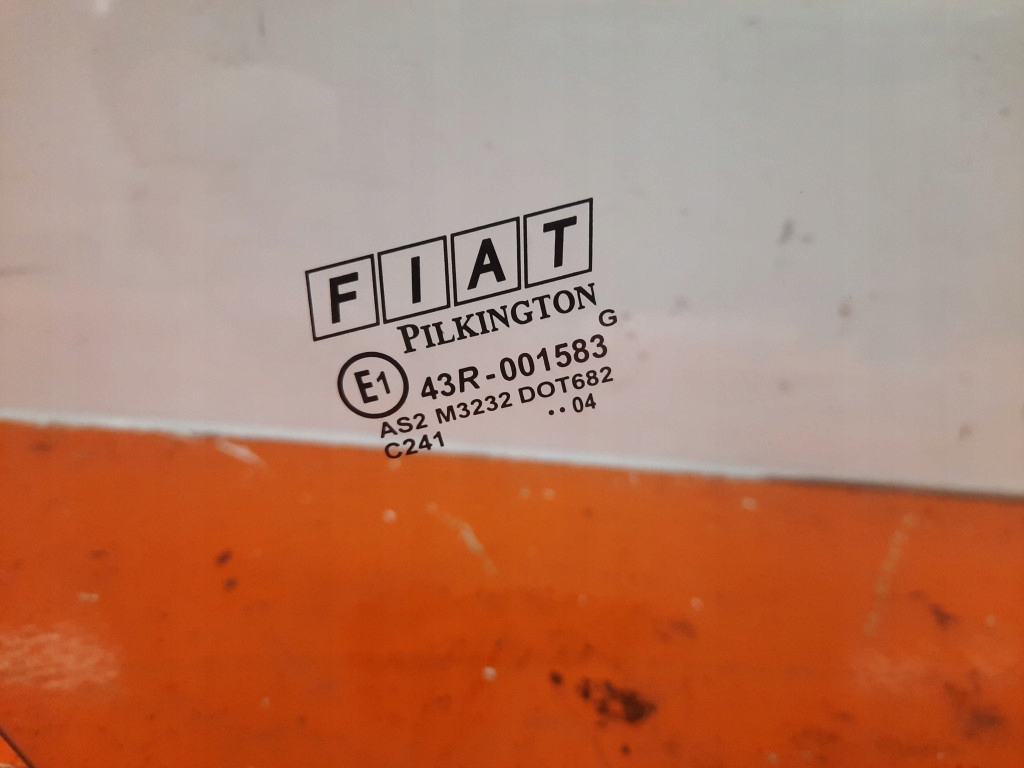 FIAT
PILKINGTON
G
E1 43R-001583
AS2 M3232 DOT682
C241 ..04